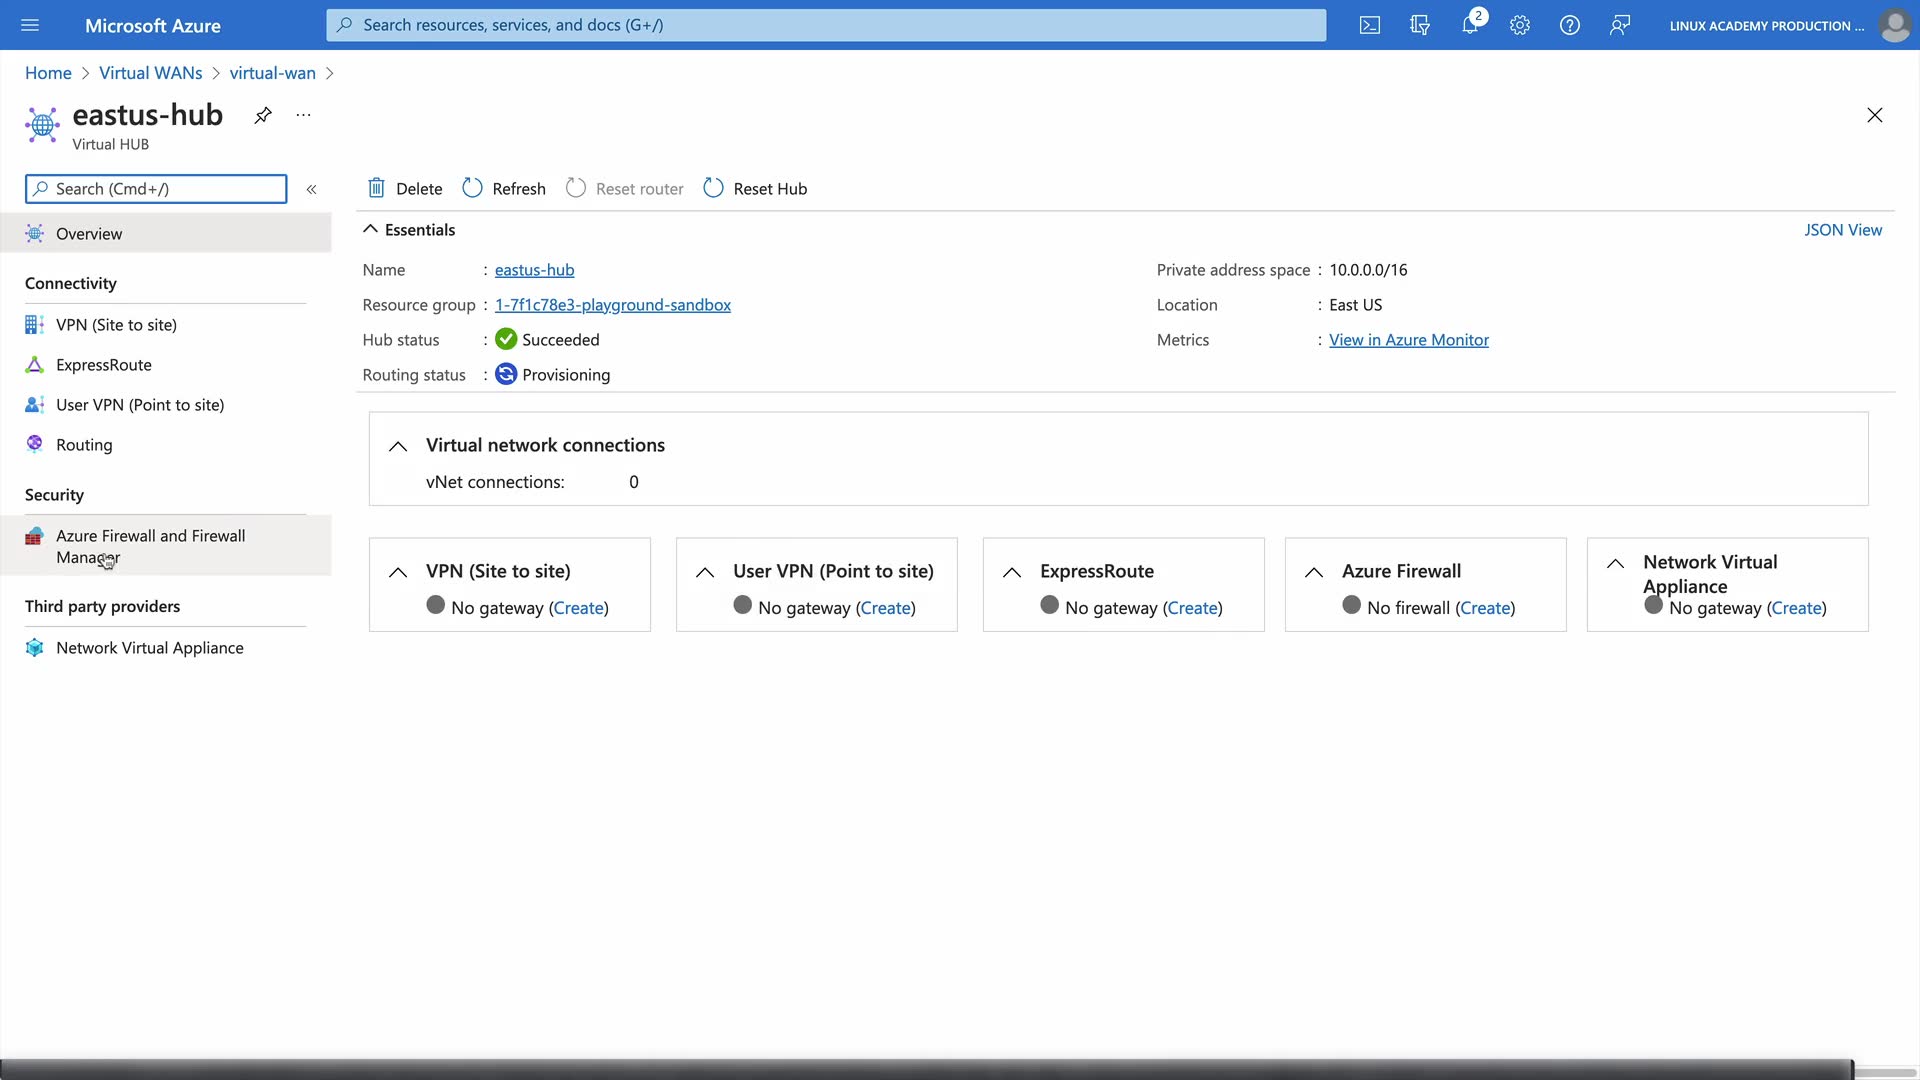 Microsoft Azure
Search resources, services, and docs (G+/)
2
LINUX ACADEMY PRODUCTION ...
Home > Virtual WANs > virtual-wan >
eastus-hub
...
Virtual HUB
Search (Cmd+/)
«
Delete
Refresh
Reset router
Reset Hub
Overview
Connectivity
VPN (Site to site)
ExpressRoute
User VPN (Point to site)
Routing
Security
Azure Firewall and Firewall
Manager
Third party providers
Network Virtual Appliance
Essentials
JSON View
Name : eastus-hub
Resource group : 1-7f1c78e3-playground-sandbox
Hub status : Succeeded
Routing status : Provisioning
Private address space : 10.0.0.0/16
Location : East US
Metrics : View in Azure Monitor
Virtual network connections
vNet connections: 0
VPN (Site to site)
No gateway (Create)
User VPN (Point to site)
No gateway (Create)
ExpressRoute
No gateway (Create)
Azure Firewall
No firewall (Create)
Network Virtual
Appliance
No gateway (Create)